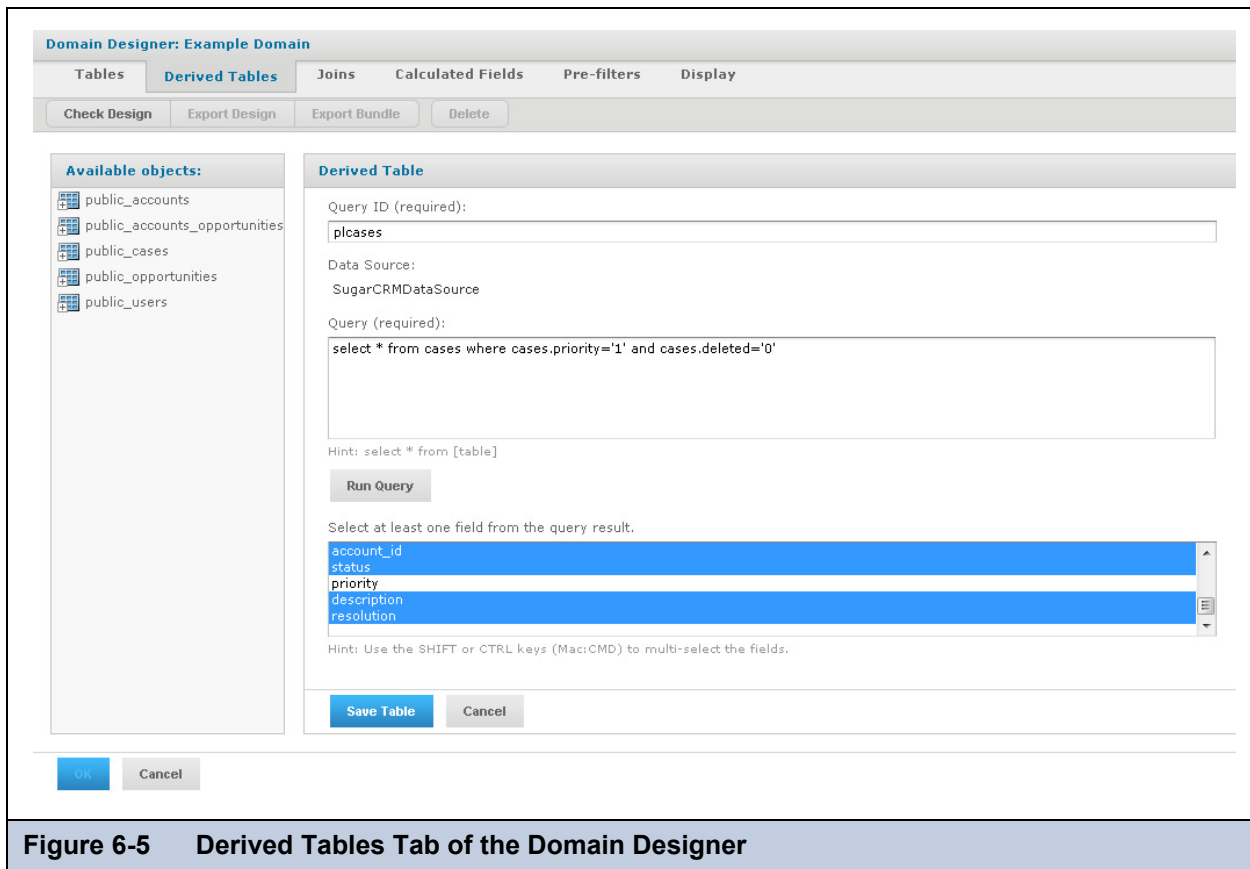 Domain Designer: Example Domain
Tables Derived Tables Joins Calculated Fields Pre-filters Display
Check Design Export Design Export Bundle Delete
Available objects:
public_accounts
public_accounts_opportunities
public_cases
public_opportunities
public_users
Derived Table
Query ID (required):
p1cases
Data Source:
SugarCRMDataSource
Query (required):
select * from cases where cases.priority='1' and cases.deleted='0'
Hint: select * from [table]
Run Query
Select at least one field from the query result.
account_id
status
priority
description
resolution
Hint: Use the SHIFT or CTRL keys (Mac:CMD) to multi-select the fields.
Save Table Cancel
OK Cancel
Figure 6-5 Derived Tables Tab of the Domain Designer